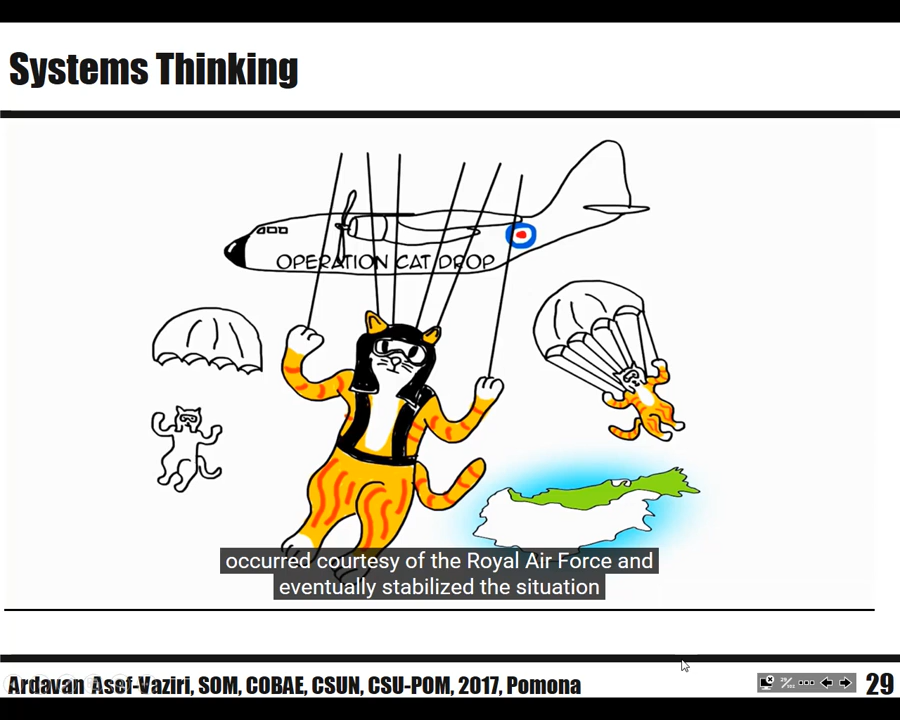 Systems Thinking
OPERATION CAT DROP
occurred courtesy of the Royal Air Force and
eventually stabilized the situation
Ardavan Asef-Vaziri, SOM, COBAE, CSUN, CSU-POM, 2017, Pomona
29